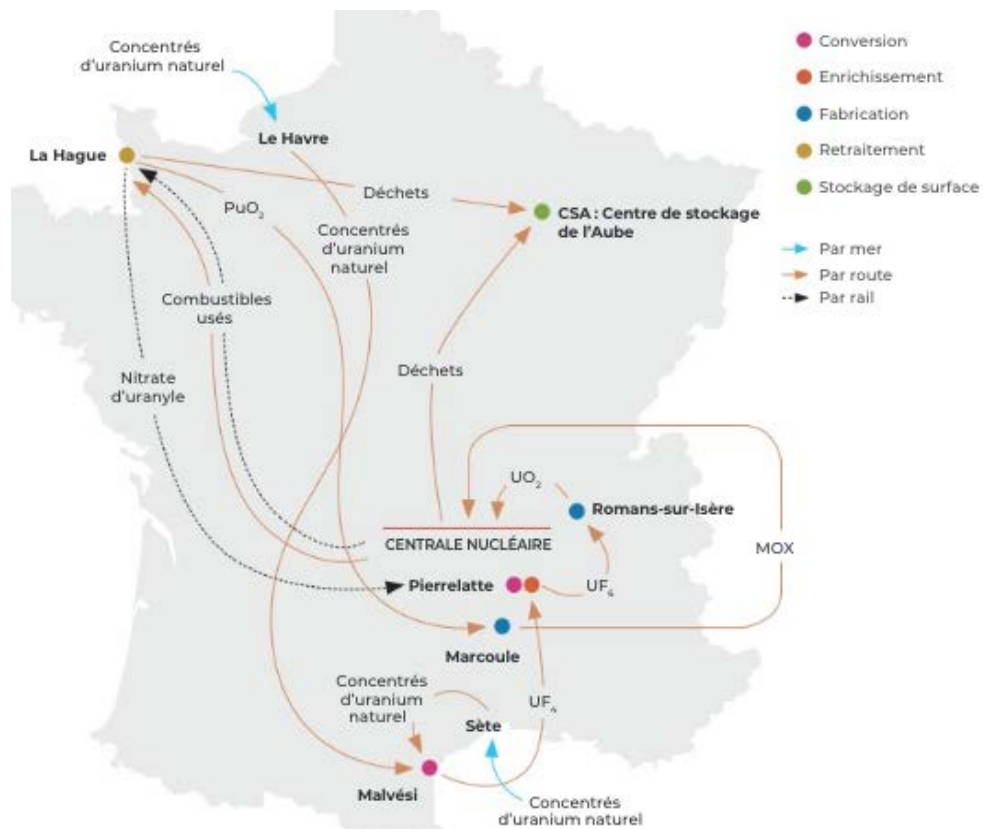 Concentrés
d'uranium naturel
Conversion
Enrichissement
Fabrication
Retraitement
Stockage de surface
Par mer
Par route
Par rail
Le Havre
La Hague
Déchets
PuO₂
CSA : Centre de stockage
de l'Aube
Concentrés
d'uranium
naturel
Combustibles
usés
Nitrate
d'uranyle
Déchets
UO₂
Romans-sur-Isère
CENTRALE NUCLÉAIRE
MOX
Pierrelatte
UF₆
Marcoule
Concentrés
d'uranium
naturel
UF₄
Sète
Malvési
Concentrés
d'uranium naturel